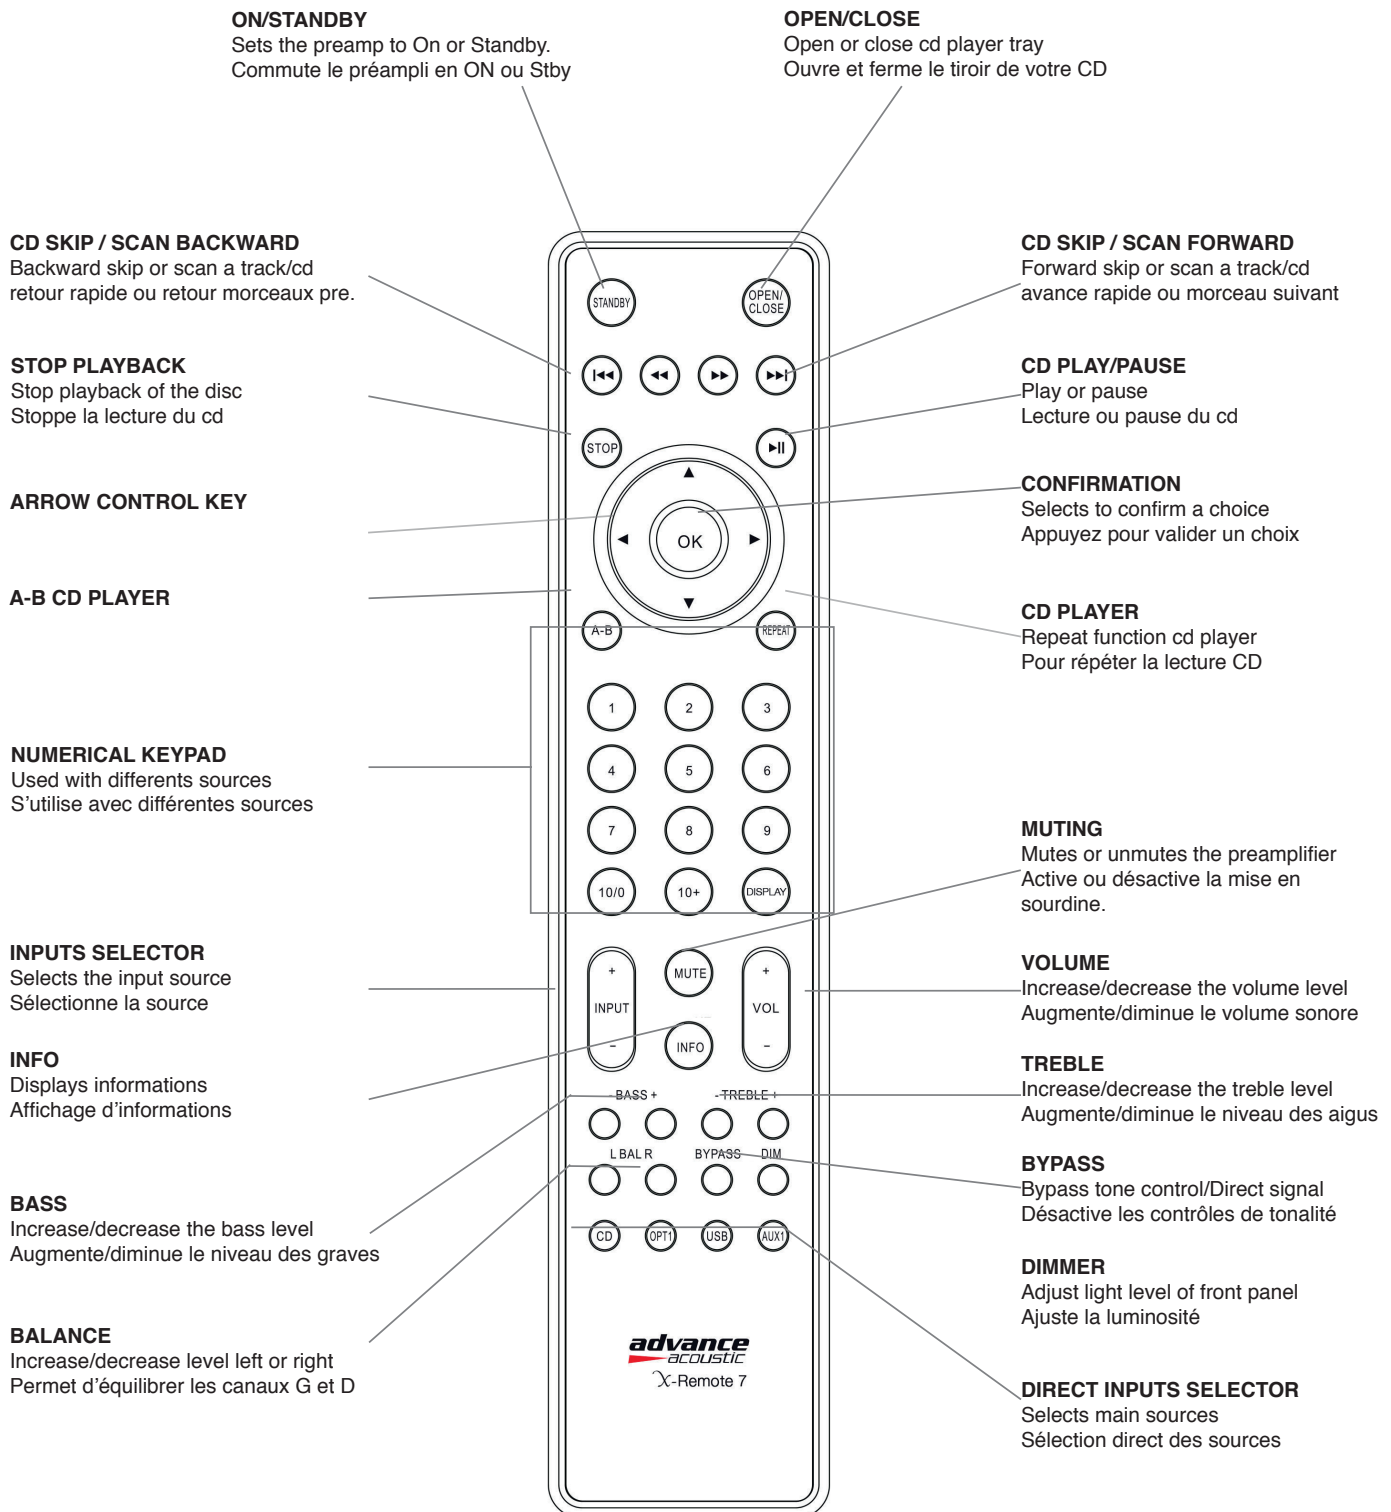 ON/STANDBY
Sets the preamp to On or Standby.
Commute le préampli en ON ou Stby
OPEN/CLOSE
Open or close cd player tray
Ouvre et ferme le tiroir de votre CD
CD SKIP / SCAN BACKWARD
Backward skip or scan a track/cd
retour rapide ou retour morceaux pre.
STOP PLAYBACK
Stop playback of the disc
Stoppe la lecture du cd
ARROW CONTROL KEY
A-B CD PLAYER
NUMERICAL KEYPAD
Used with differents sources
S'utilise avec différentes sources
INPUTS SELECTOR
Selects the input source
Sélectionne la source
INFO
Displays informations
Affichage d'informations
BASS
Increase/decrease the bass level
Augmente/diminue le niveau des graves
BALANCE
Increase/decrease level left or right
Permet d'équilibrer les canaux G et D
STANDBY
OPEN/
CLOSE
STOP
OK
A-B
REPEAT
1
2
3
4
5
6
7
8
9
10/0
10+
DISPLAY
+
INPUT
-
MUTE
INFO
+
VOL
-
- BASS +
- TREBLE +
L BAL R
BYPASS
DIM
CD
OPT1
USB
AUX1
advance
acoustic
X-Remote 7
CD SKIP / SCAN FORWARD
Forward skip or scan a track/cd
avance rapide ou morceau suivant
CD PLAY/PAUSE
Play or pause
Lecture ou pause du cd
CONFIRMATION
Selects to confirm a choice
Appuyez pour valider un choix
CD PLAYER
Repeat function cd player
Pour répéter la lecture CD
MUTING
Mutes or unmutes the preamplifier
Active ou désactive la mise en
sourdine.
VOLUME
Increase/decrease the volume level
Augmente/diminue le volume sonore
TREBLE
Increase/decrease the treble level
Augmente/diminue le niveau des aigus
BYPASS
Bypass tone control/Direct signal
Désactive les contrôles de tonalité
DIMMER
Adjust light level of front panel
Ajuste la luminosité
DIRECT INPUTS SELECTOR
Selects main sources
Sélection direct des sources